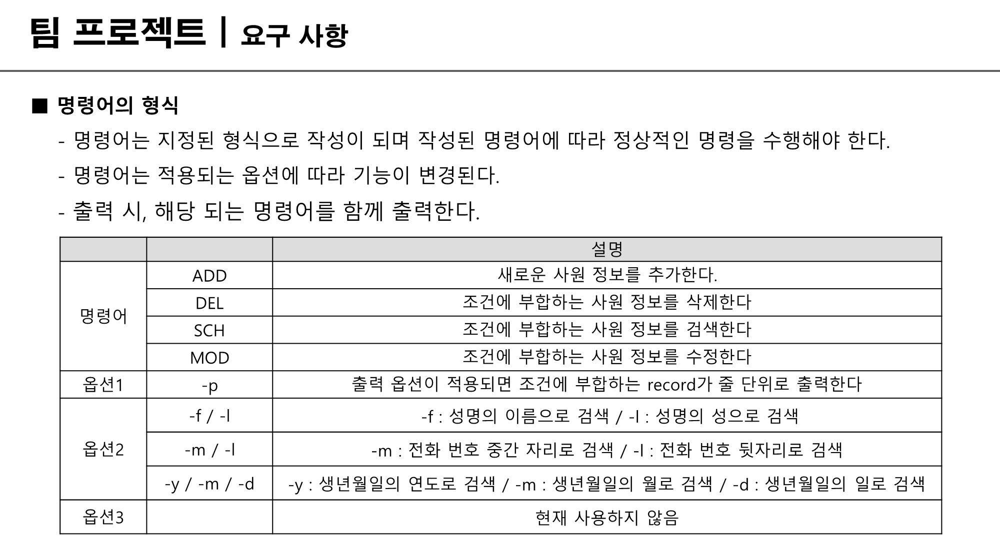 팀 프로젝트 | 요구 사항
■ 명령어의 형식
- 명령어는 지정된 형식으로 작성이 되며 작성된 명령어에 따라 정상적인 명령을 수행해야 한다.
- 명령어는 적용되는 옵션에 따라 기능이 변경된다.
- 출력 시, 해당 되는 명령어를 함께 출력한다.
설명
명령어
ADD 새로운 사원 정보를 추가한다.
DEL 조건에 부합하는 사원 정보를 삭제한다
SCH 조건에 부합하는 사원 정보를 검색한다
MOD 조건에 부합하는 사원 정보를 수정한다
옵션1 -p 출력 옵션이 적용되면 조건에 부합하는 record가 줄 단위로 출력한다
옵션2
-f / -l -f : 성명의 이름으로 검색 / -l : 성명의 성으로 검색
-m / -l -m : 전화 번호 중간 자리로 검색 / -l : 전화 번호 뒷자리로 검색
-y / -m / -d -y : 생년월일의 연도로 검색 / -m : 생년월일의 월로 검색 / -d : 생년월일의 일로 검색
옵션3 현재 사용하지 않음